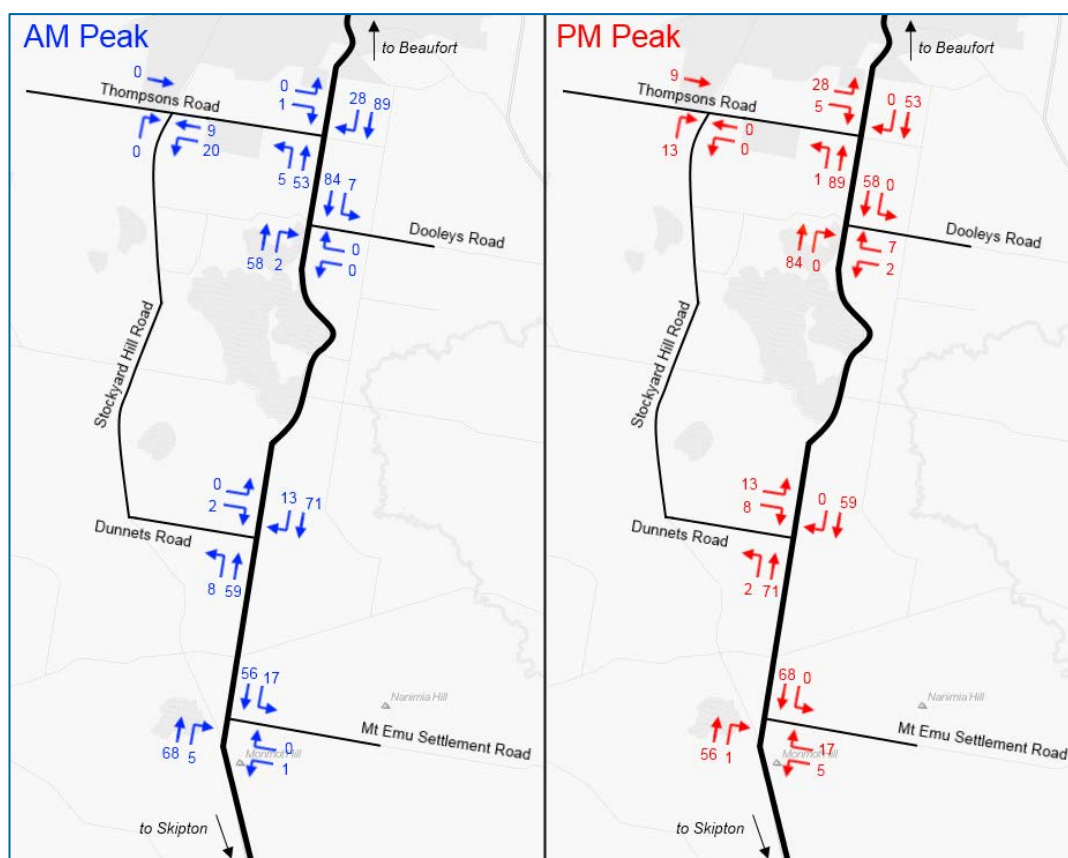 AM Peak
to Beaufort
0
Thompsons Road
0
1
28 89
9
20
0
5 53
84 7
Dooleys Road
58 2
0
0
Stockyard Hill Road
0
2
13 71
Dunnets Road
8 59
56 17
Nanimia Hill
Mt Emu Settlement Road
68 5
0
Monmot Hill
1
to Skipton
PM Peak
to Beaufort
9
Thompsons Road
28
5
0 53
0
0
13
1 89
58 0
Dooleys Road
84 0
7
2
Stockyard Hill Road
13
8
0 59
Dunnets Road
2 71
68 0
Nanimia Hill
Mt Emu Settlement Road
56 1
17
Monmot Hill
5
to Skipton